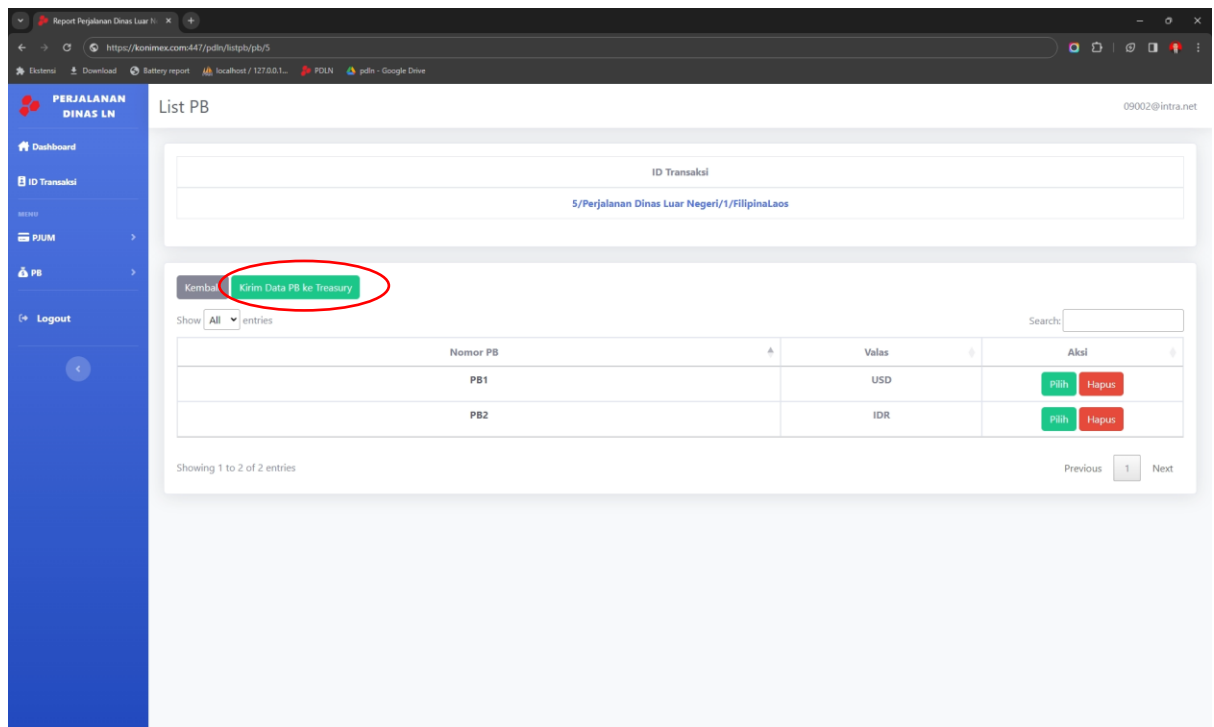 Report Perjalanan Dinas Luar N
https://konimex.com:447/pdln/listpb/pb/5
Ekstensi Download Battery report localhost / 127.0.0.1... PDLN pdln - Google Drive
PERJALANAN
DINAS LN
List PB
09002@intra.net
Dashboard
ID Transaksi
ID Transaksi
5/Perjalanan Dinas Luar Negeri/1/FilipinaLaos
MEMO
PJUM
PB
Kembali Kirim Data PB ke Treasury
Logout
Show All entries Search:
Nomor PB Valas Aksi
PB1 USD Pilih Hapus
PB2 IDR Pilih Hapus
Showing 1 to 2 of 2 entries Previous 1 Next